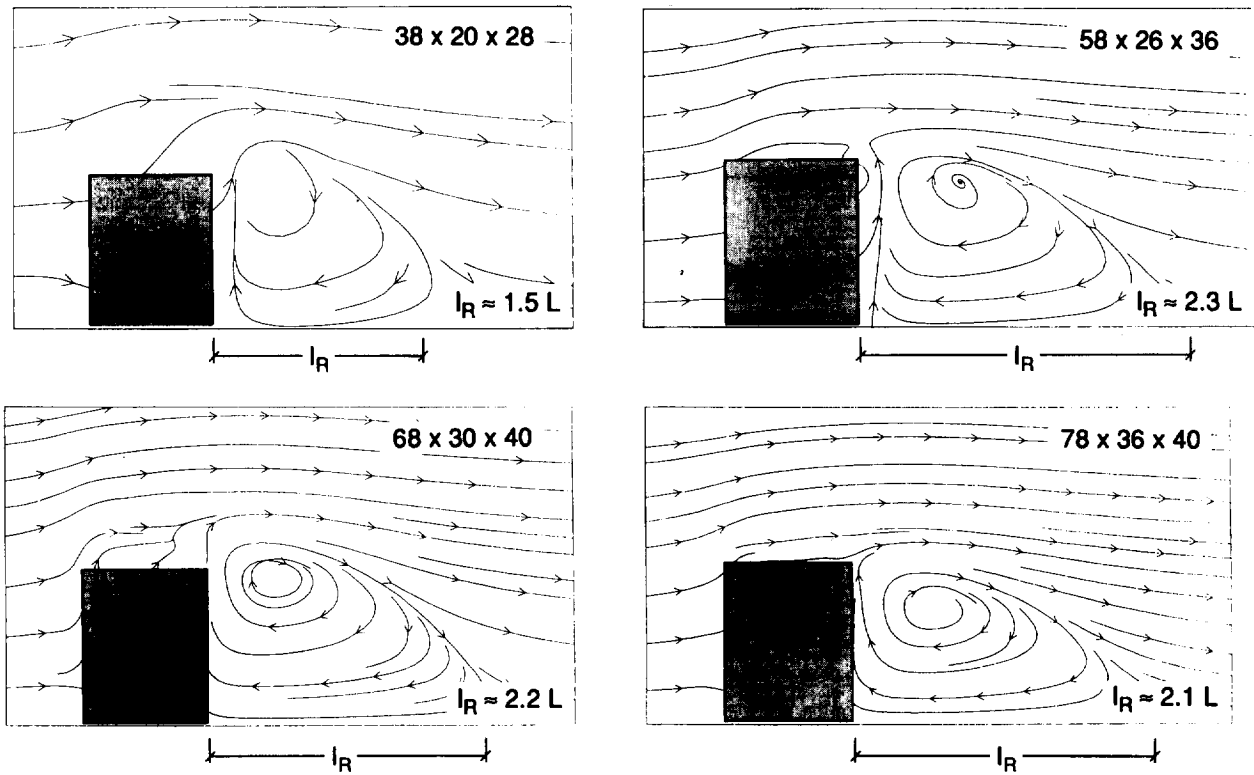 38 x 20 x 28
l_R ≈ 1.5 L
l_R
58 x 26 x 36
l_R ≈ 2.3 L
l_R
68 x 30 x 40
l_R ≈ 2.2 L
l_R
78 x 36 x 40
l_R ≈ 2.1 L
l_R